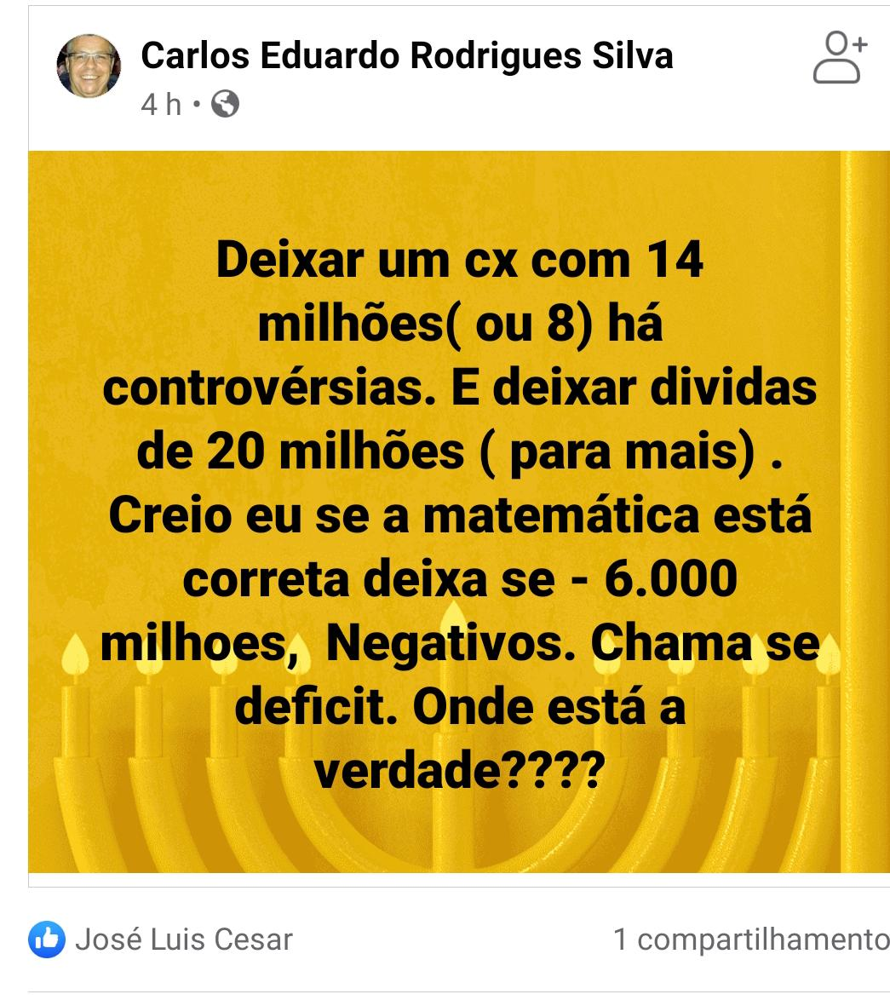 Carlos Eduardo Rodrigues Silva
4 h •
Deixar um cx com 14
milhões( ou 8) há
controvérsias. E deixar dividas
de 20 milhões ( para mais) .
Creio eu se a matemática está
correta deixa se - 6.000
milhoes,  Negativos. Chama se
deficit. Onde está a
verdade????
José Luis Cesar
1 compartilhamento